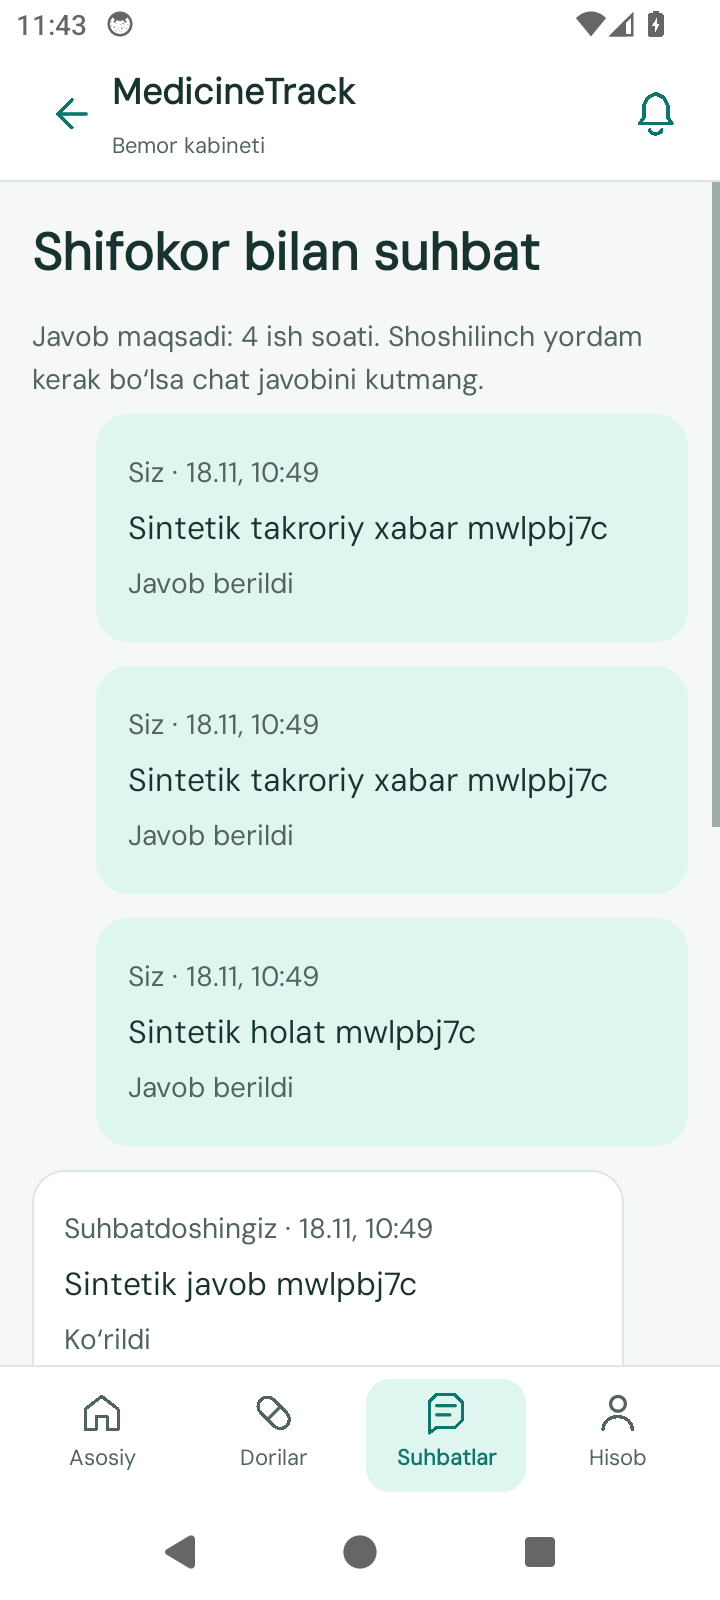 11:43
MedicineTrack
Bemor kabineti
Shifokor bilan suhbat
Javob maqsadi: 4 ish soati. Shoshilinch yordam
kerak bo‘lsa chat javobini kutmang.
Siz · 18.11, 10:49
Sintetik takroriy xabar mwlpbj7c
Javob berildi
Siz · 18.11, 10:49
Sintetik takroriy xabar mwlpbj7c
Javob berildi
Siz · 18.11, 10:49
Sintetik holat mwlpbj7c
Javob berildi
Suhbatdoshingiz · 18.11, 10:49
Sintetik javob mwlpbj7c
Ko‘rildi
Asosiy
Dorilar
Suhbatlar
Hisob